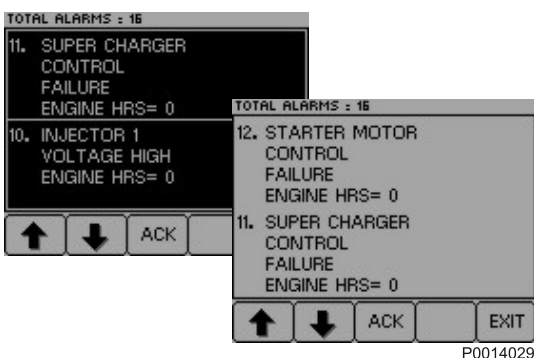 TOTAL ALARMS : 16
11. SUPER CHARGER
CONTROL
FAILURE
ENGINE HRS= 0
10. INJECTOR 1
VOLTAGE HIGH
ENGINE HRS= 0
ACK
TOTAL ALARMS : 16
12. STARTER MOTOR
CONTROL
FAILURE
ENGINE HRS= 0
11. SUPER CHARGER
CONTROL
FAILURE
ENGINE HRS= 0
ACK EXIT
P0014029